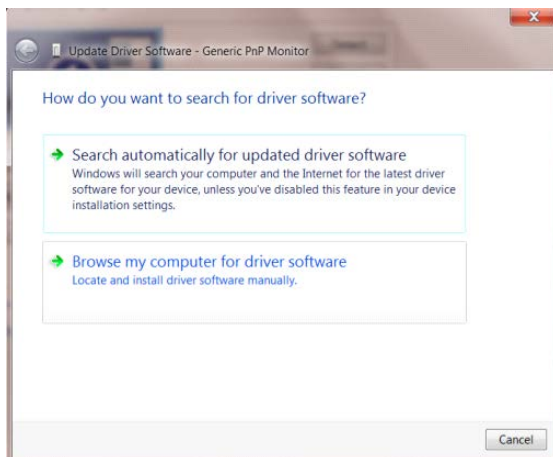 Update Driver Software - Generic PnP Monitor
How do you want to search for driver software?
Search automatically for updated driver software
Windows will search your computer and the Internet for the latest driver
software for your device, unless you've disabled this feature in your device
installation settings.
Browse my computer for driver software
Locate and install driver software manually.
Cancel